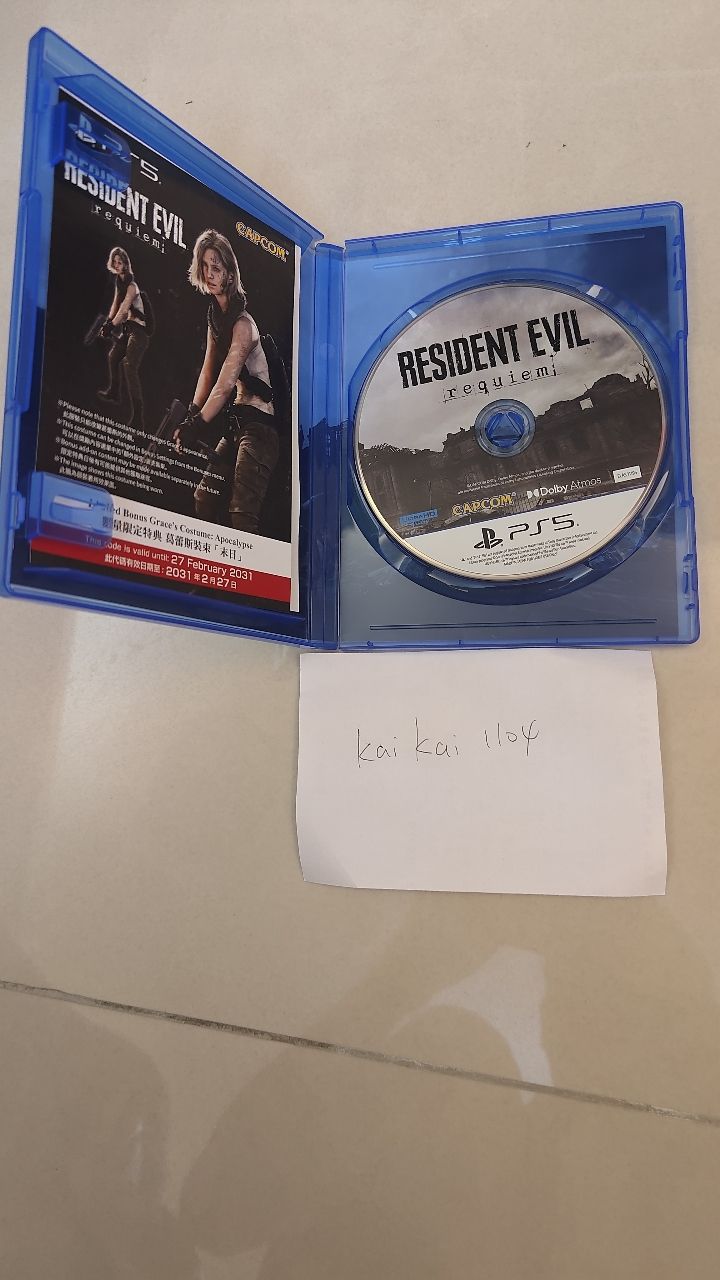 PS5
RESIDENT EVIL
requiem
CAPCOM
※Please note that this costume only changes Grace's appearance.
※This costume can be changed in Bonus Settings from the Bonuses menu.
※Bonus add-on content may be made available separately in the future.
※The image shows this costume being worn.
Bonus Grace's Costume: Apocalypse
數量限定特典 葛蕾斯裝束「末日」
This code is valid until: 27 February 2031
此代碼有效日期至：2031年2月27日
RESIDENT EVIL
requiem
CAPCOM
Dolby Atmos
PS5
kai kai 1104